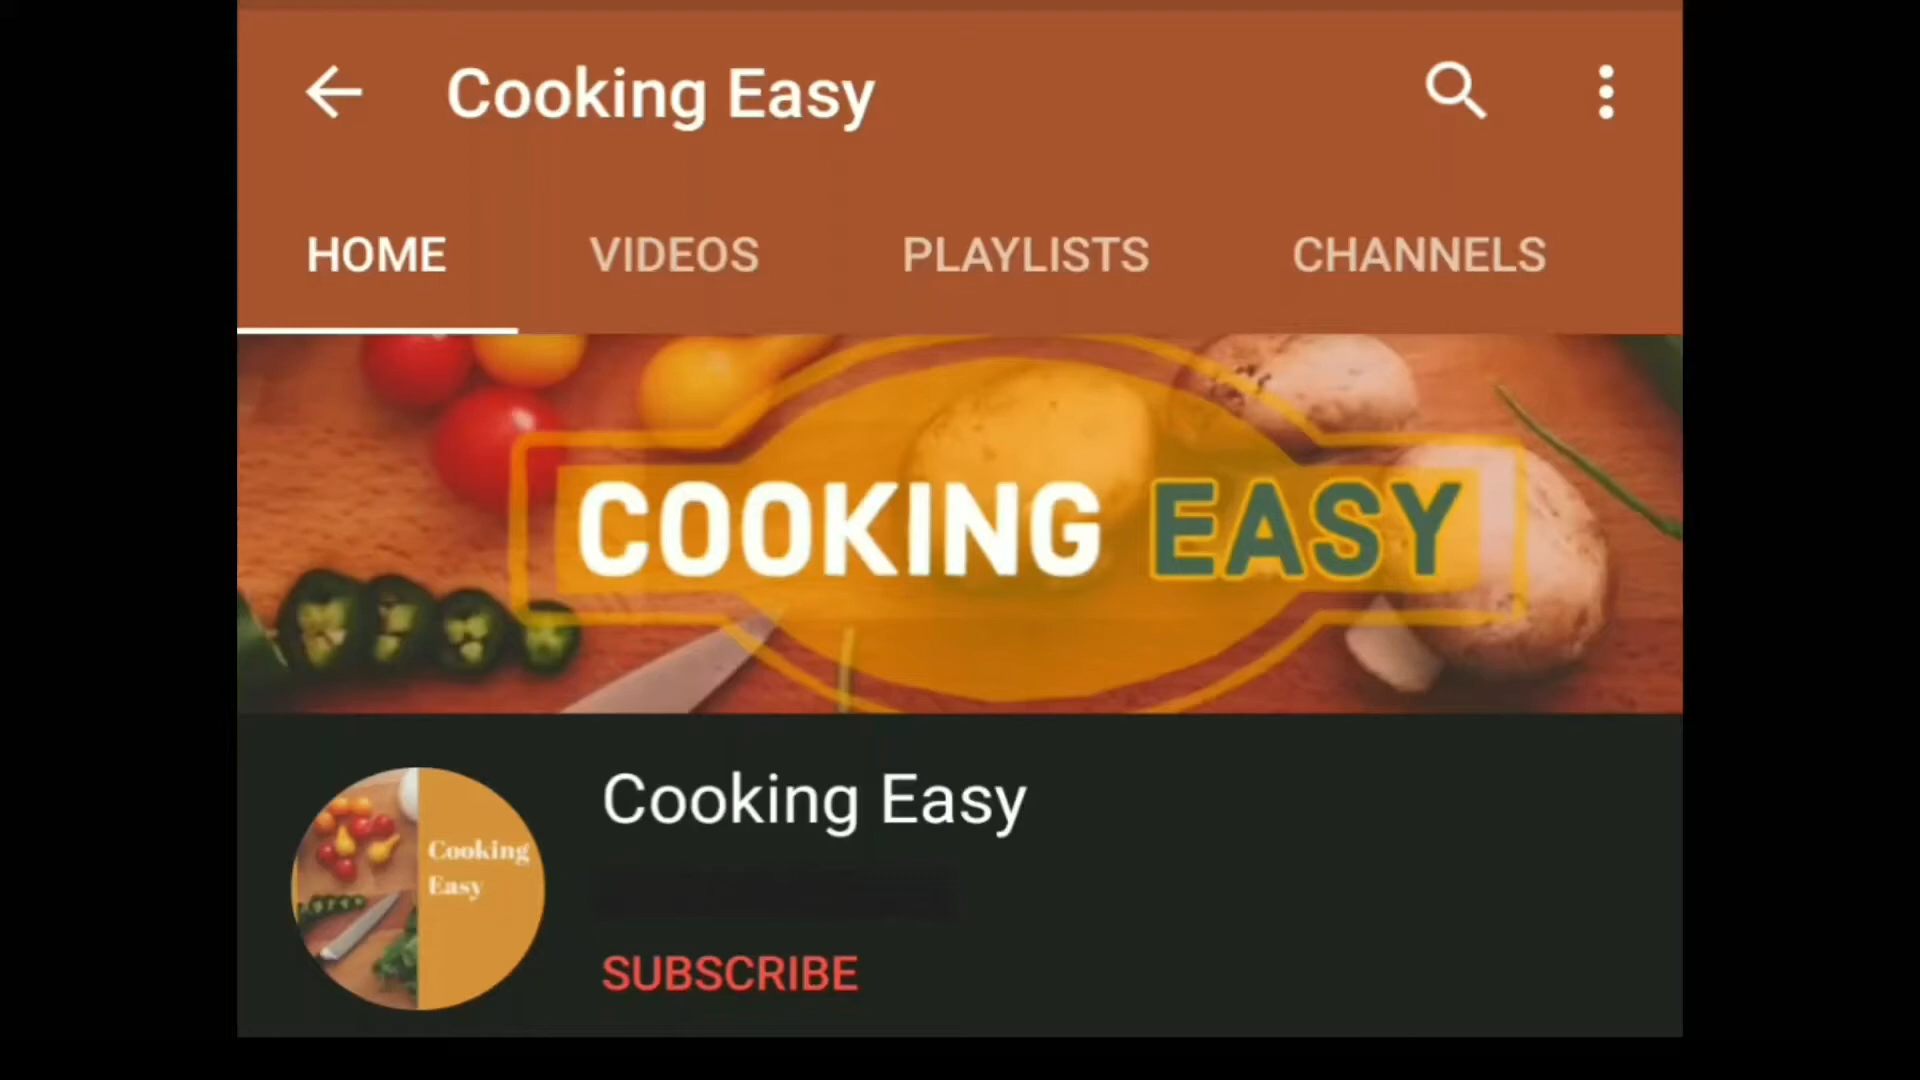 Cooking Easy
HOME VIDEOS PLAYLISTS CHANNELS
COOKING EASY
Cooking Easy
Cooking
Easy
SUBSCRIBE